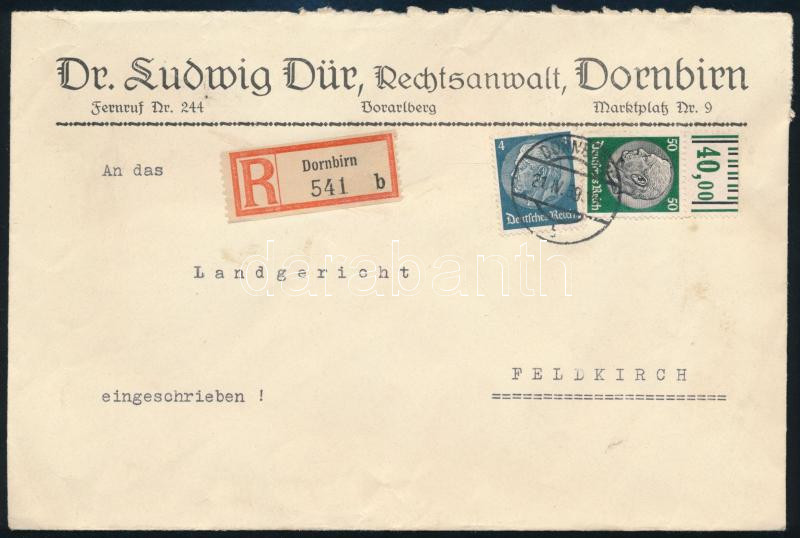 Dr. Ludwig Dür, Rechtsanwalt, Dornbirn
Fernruf Nr. 244 Vorarlberg Marktplatz Nr. 9
An das
R Dornbirn
541 b
4
Deutsches Reich
50 50
Deutsches Reich
40,00
Landgericht
darabanth
FELDKIRCH
eingeschrieben !